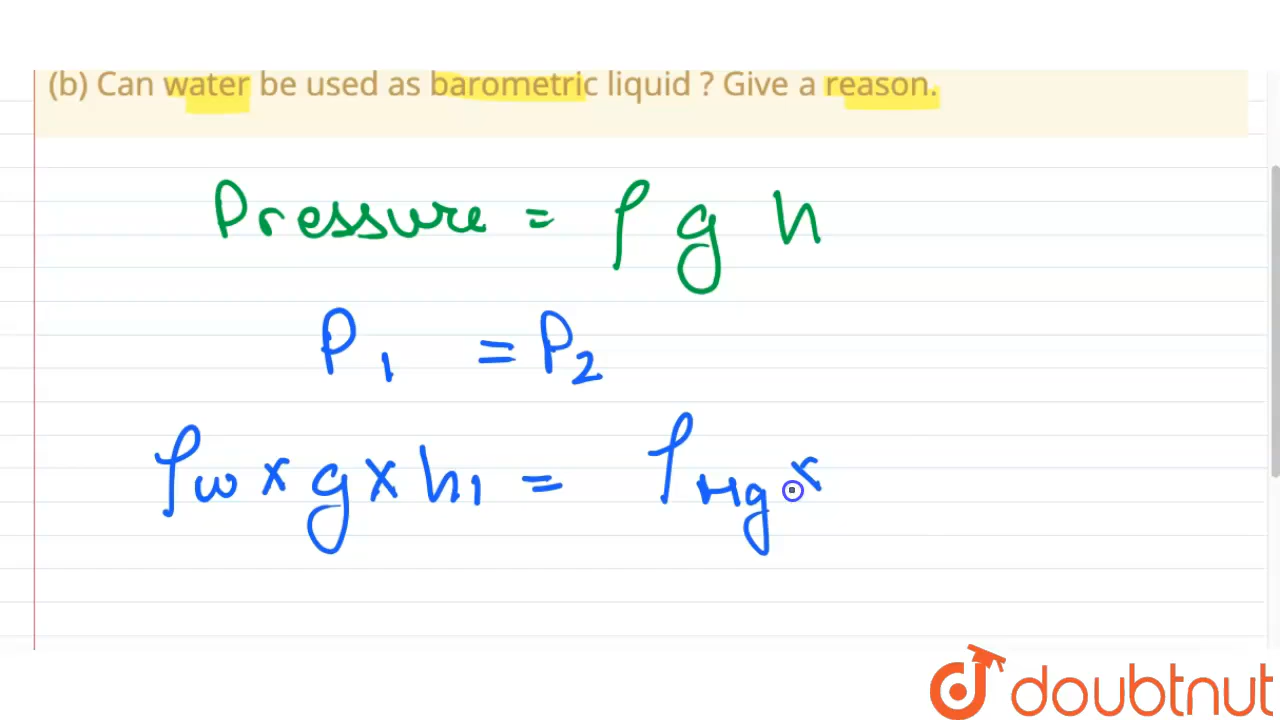 (b) Can water be used as barometric liquid ? Give a reason.
Pressure = ρ g h
P₁ = P₂
ρw × g × h₁ = ρHg ×
doubtnut